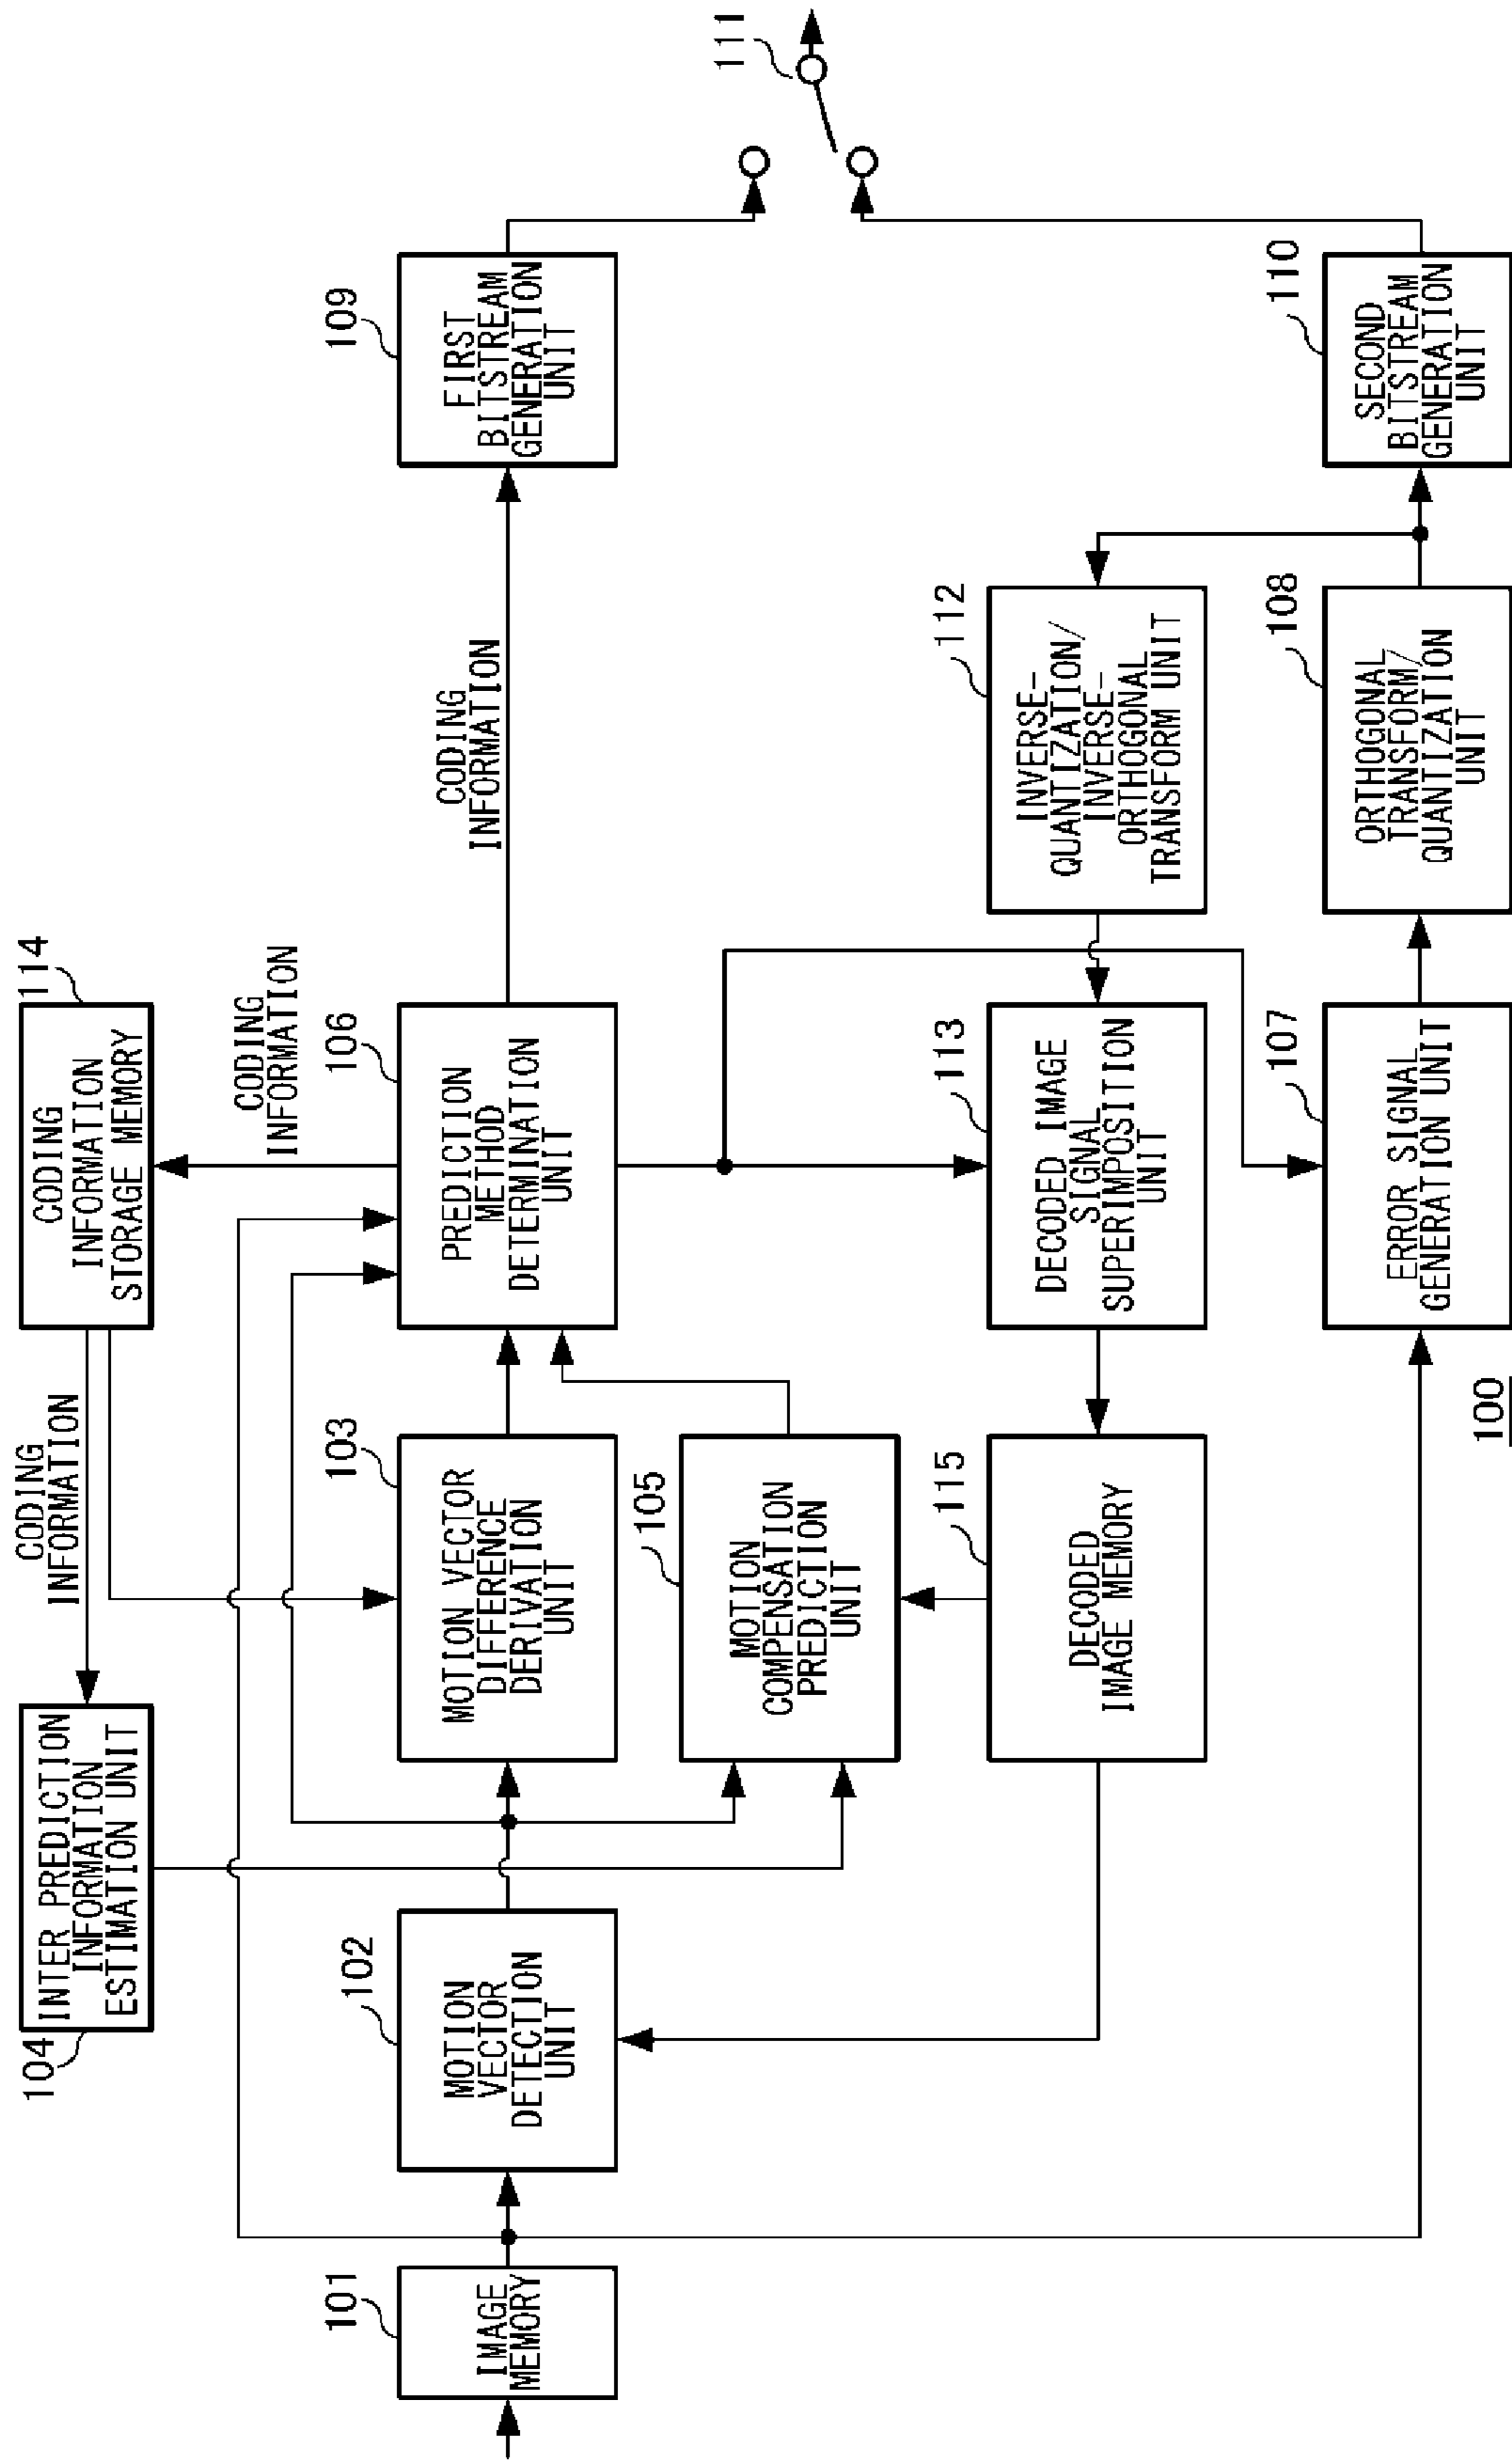 104
INTER PREDICTION
INFORMATION
ESTIMATION UNIT
CODING
INFORMATION
114
CODING
INFORMATION
STORAGE MEMORY
CODING
INFORMATION
101
IMAGE
MEMORY
102
MOTION
VECTOR
DETECTION
UNIT
103
MOTION VECTOR
DIFFERENCE
DERIVATION
UNIT
106
PREDICTION
METHOD
DETERMINATION
UNIT
CODING
INFORMATION
109
FIRST
BITSTREAM
GENERATION
UNIT
111
105
MOTION
COMPENSATION
PREDICTION
UNIT
115
DECODED
IMAGE MEMORY
113
DECODED IMAGE
SIGNAL
SUPERIMPOSITION
UNIT
112
INVERSE-
QUANTIZATION/
INVERSE-
ORTHOGONAL
TRANSFORM UNIT
107
ERROR SIGNAL
GENERATION UNIT
108
ORTHOGONAL
TRANSFORM/
QUANTIZATION
UNIT
110
SECOND
BITSTREAM
GENERATION
UNIT
100